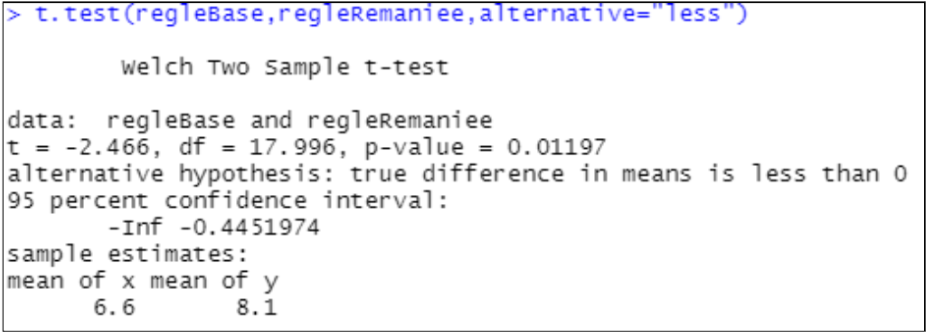 > t.test(regleBase,regleRemaniee,alternative="less")
Welch Two Sample t-test
data:  regleBase and regleRemaniee
t = -2.466, df = 17.996, p-value = 0.01197
alternative hypothesis: true difference in means is less than 0
95 percent confidence interval:
-Inf -0.4451974
sample estimates:
mean of x mean of y
6.6       8.1